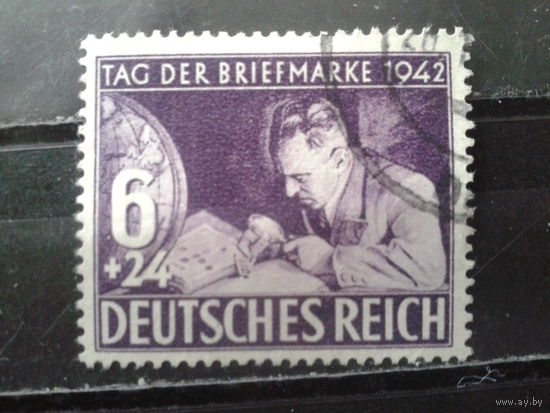 TAG DER BRIEFMARKE 1942
6
+24
DEUTSCHES REICH
www.ay.by